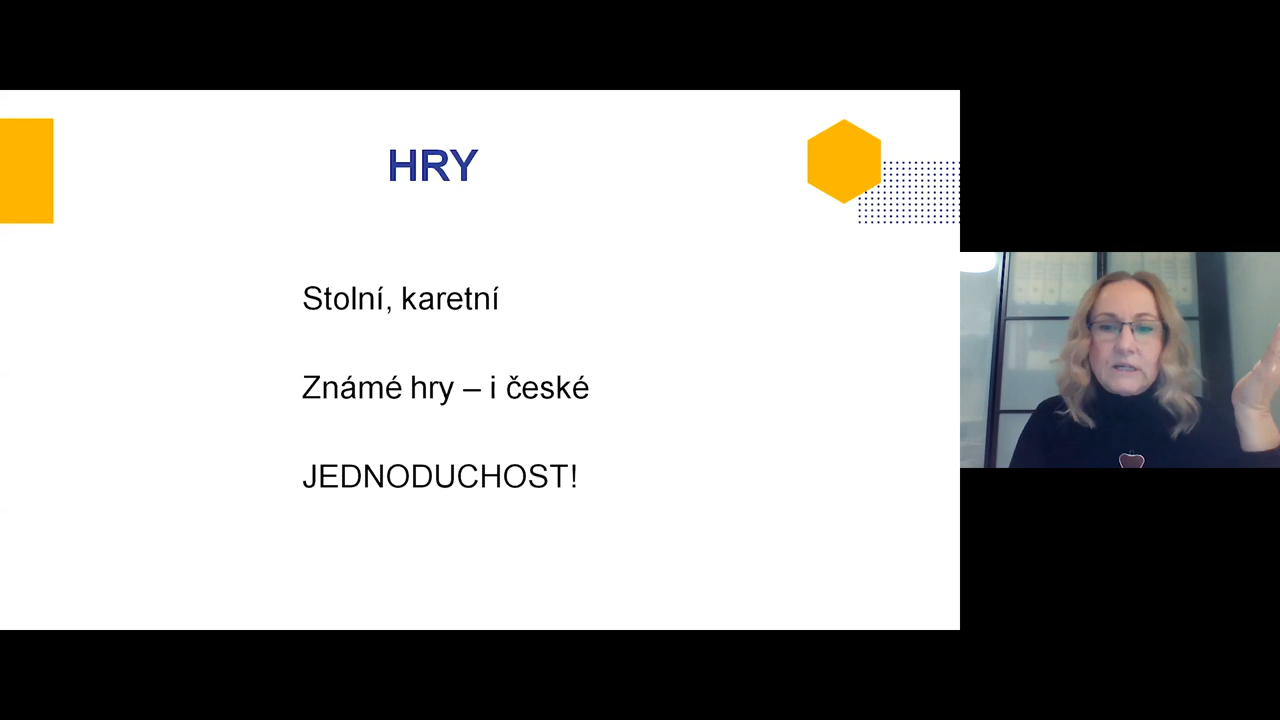 HRY
Stolní, karetní
Známé hry – i české
JEDNODUCHOST!